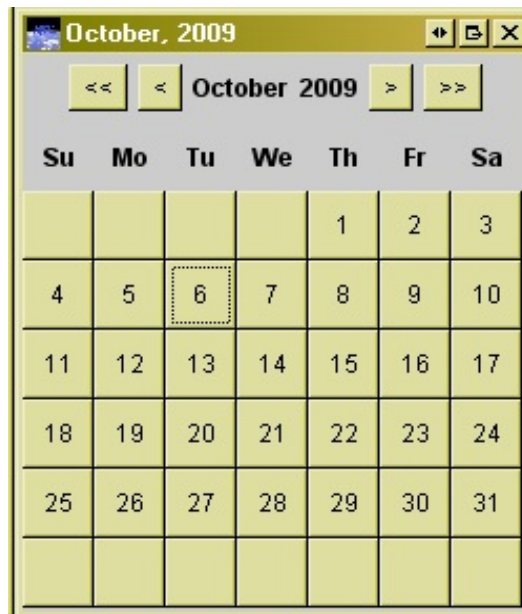 October, 2009
<< < October 2009 > >>
Su Mo Tu We Th Fr Sa
1 2 3
4 5 6 7 8 9 10
11 12 13 14 15 16 17
18 19 20 21 22 23 24
25 26 27 28 29 30 31